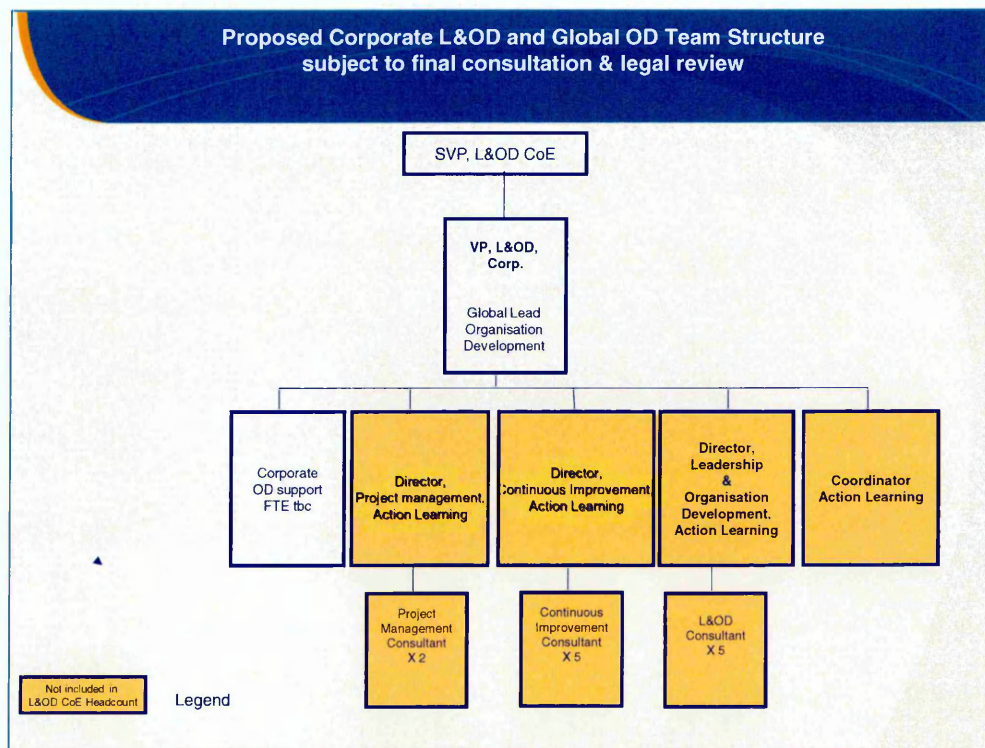 Proposed Corporate L&OD and Global OD Team Structure
subject to final consultation & legal review
SVP, L&OD CoE
VP, L&OD,
Corp.
Global Lead
Organisation
Development
Corporate
OD support
FTE tbc
Director,
Project management,
Action Learning
Director,
Continuous Improvement,
Action Learning
Director,
Leadership
&
Organisation
Development,
Action Learning
Coordinator
Action Learning
Project
Management
Consultant
X 2
Continuous
Improvement
Consultant
X 5
L&OD
Consultant
X 5
Not included in
L&OD CoE Headcount
Legend